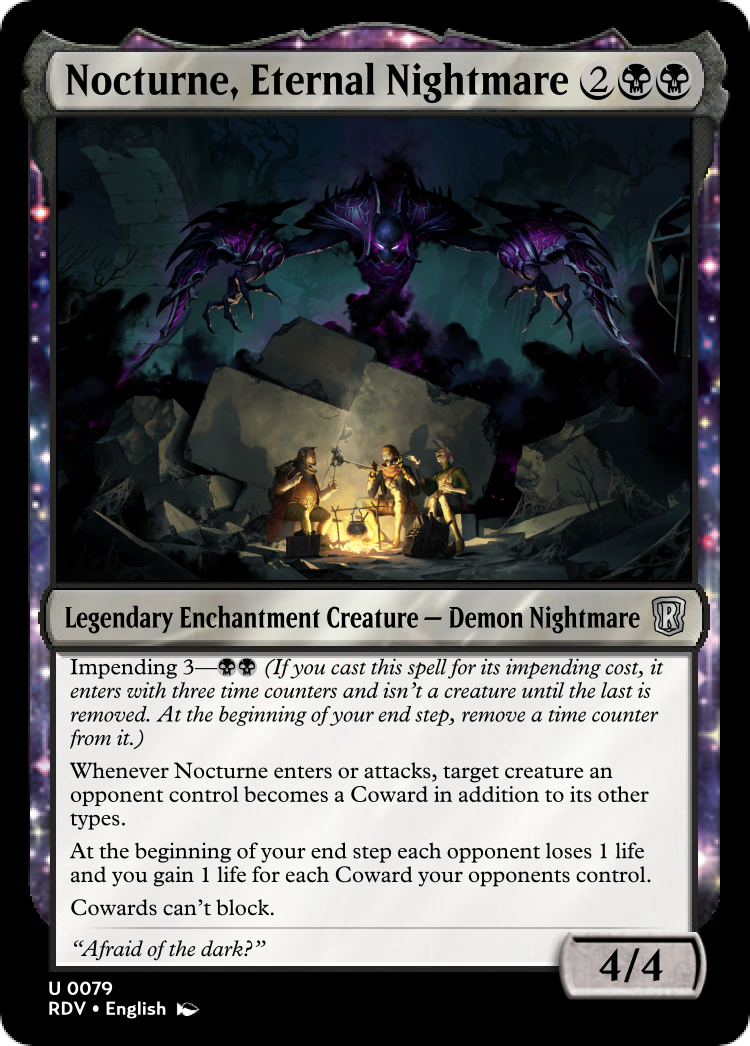 Nocturne, Eternal Nightmare 2
Legendary Enchantment Creature — Demon Nightmare R
Impending 3— (If you cast this spell for its impending cost, it
enters with three time counters and isn't a creature until the last is
removed. At the beginning of your end step, remove a time counter
from it.)
Whenever Nocturne enters or attacks, target creature an
opponent control becomes a Coward in addition to its other
types.
At the beginning of your end step each opponent loses 1 life
and you gain 1 life for each Coward your opponents control.
Cowards can't block.
“Afraid of the dark?”
4/4
U 0079
RDV • English